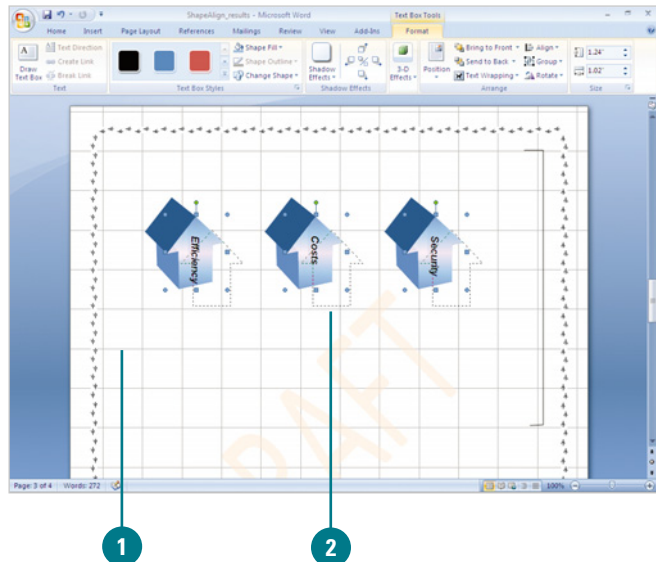 ShapeAlign_results - Microsoft Word
Text Box Tools
Home Insert Page Layout References Mailings Review View Add-Ins Format
Draw Text Box
Text Direction
Create Link
Break Link
Text
Shape Fill
Shape Outline
Change Shape
Text Box Styles
Shadow Effects
Shadow Effects
3-D Effects
Position
Bring to Front
Send to Back
Text Wrapping
Align
Group
Rotate
Arrange
1.24"
1.02"
Size
Efficiency
Costs
Security
DRAFT
Page: 3 of 4 Words: 272
100%
1 2